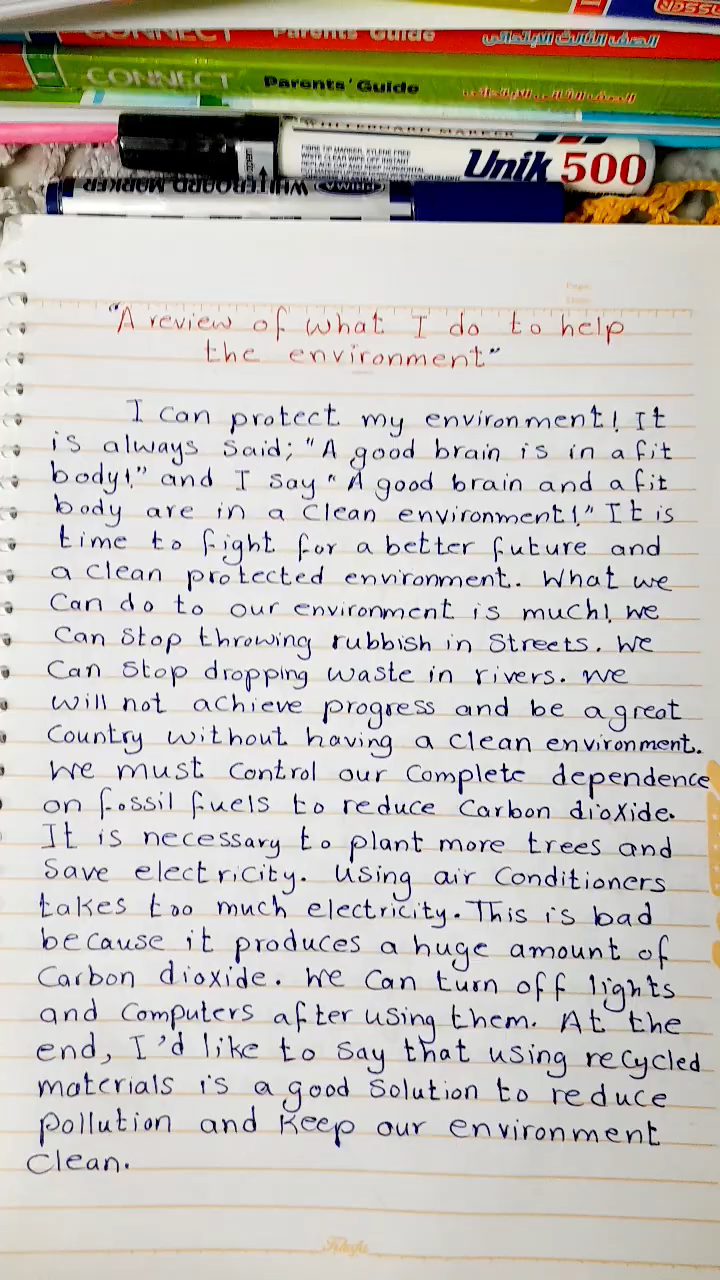 CONNECT Parents' Guide الصف الثالث الابتدائي
CONNECT Parents' Guide الصف الثاني الابتدائي
WHITEBOARD MARKER
Unik 500
WHITEBOARD MARKER
"A review of what I do to help
the environment"
I can protect my environment! It
is always said; "A good brain is in a fit
body!" and I say "A good brain and a fit
body are in a clean environment!" It is
time to fight for a better future and
a clean protected environment. What we
can do to our environment is much! we
can stop throwing rubbish in streets. we
can stop dropping waste in rivers. we
will not achieve progress and be a great
country without having a clean environment.
we must control our complete dependence
on fossil fuels to reduce carbon dioxide.
It is necessary to plant more trees and
save electricity. using air conditioners
takes too much electricity. This is bad
because it produces a huge amount of
carbon dioxide. we can turn off lights
and computers after using them. At the
end, I'd like to say that using recycled
materials is a good solution to reduce
pollution and keep our environment
clean.